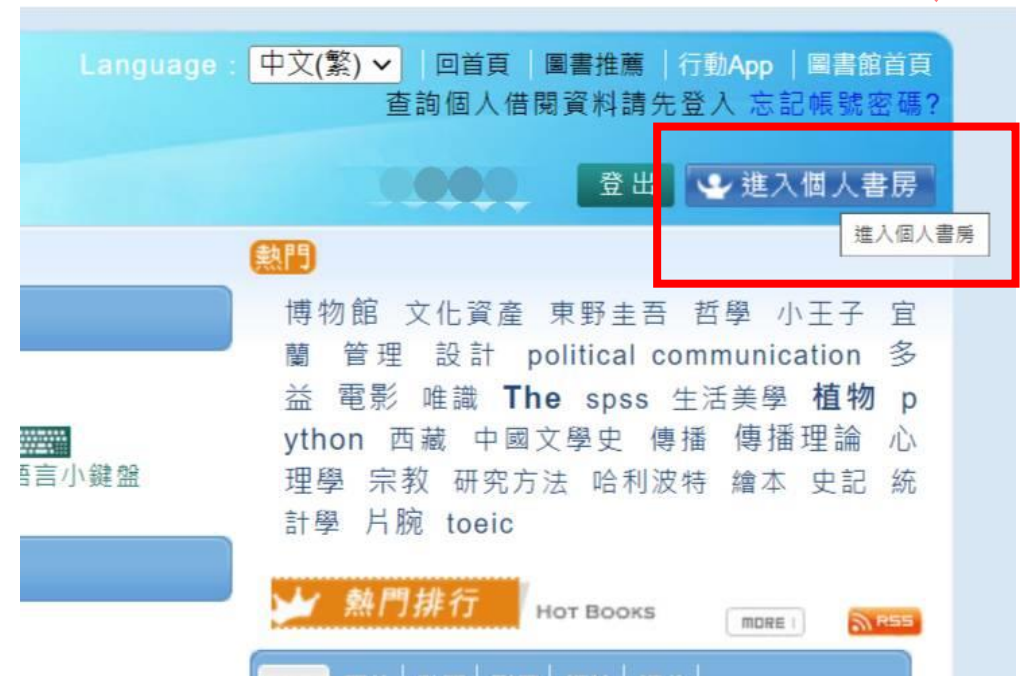 Language : 中文(繁) 回首頁 圖書推薦 行動App 圖書館首頁
查詢個人借閱資料請先登入 忘記帳號密碼?
登出 進入個人書房
進入個人書房
熱門
博物館 文化資產 東野圭吾 哲學 小王子 宜
蘭 管理 設計 political communication 多
益 電影 唯識 The spss 生活美學 植物 p
ython 西藏 中國文學史 傳播 傳播理論 心
語言小鍵盤
理學 宗教 研究方法 哈利波特 繪本 史記 統
計學 片腕 toeic
熱門排行 HOT BOOKS MORE RSS